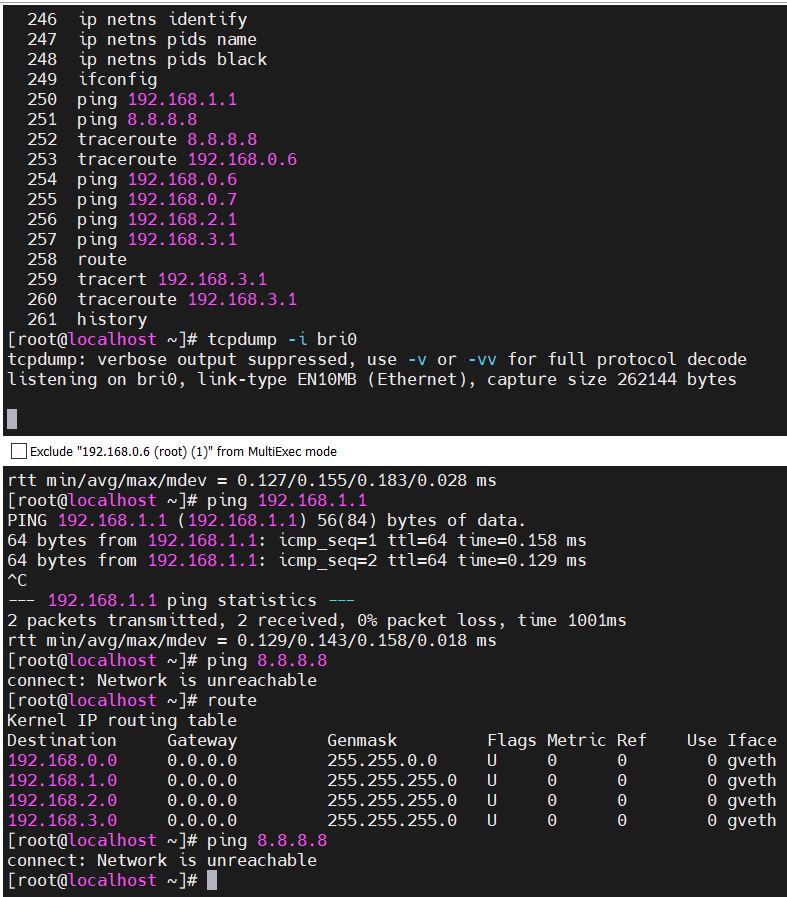 246  ip netns identify
247  ip netns pids name
248  ip netns pids black
249  ifconfig
250  ping 192.168.1.1
251  ping 8.8.8.8
252  traceroute 8.8.8.8
253  traceroute 192.168.0.6
254  ping 192.168.0.6
255  ping 192.168.0.7
256  ping 192.168.2.1
257  ping 192.168.3.1
258  route
259  tracert 192.168.3.1
260  traceroute 192.168.3.1
261  history
[root@localhost ~]# tcpdump -i bri0
tcpdump: verbose output suppressed, use -v or -vv for full protocol decode
listening on bri0, link-type EN10MB (Ethernet), capture size 262144 bytes
Exclude "192.168.0.6 (root) (1)" from MultiExec mode
rtt min/avg/max/mdev = 0.127/0.155/0.183/0.028 ms
[root@localhost ~]# ping 192.168.1.1
PING 192.168.1.1 (192.168.1.1) 56(84) bytes of data.
64 bytes from 192.168.1.1: icmp_seq=1 ttl=64 time=0.158 ms
64 bytes from 192.168.1.1: icmp_seq=2 ttl=64 time=0.129 ms
^C
--- 192.168.1.1 ping statistics ---
2 packets transmitted, 2 received, 0% packet loss, time 1001ms
rtt min/avg/max/mdev = 0.129/0.143/0.158/0.018 ms
[root@localhost ~]# ping 8.8.8.8
connect: Network is unreachable
[root@localhost ~]# route
Kernel IP routing table
Destination     Gateway         Genmask         Flags Metric Ref    Use Iface
192.168.0.0     0.0.0.0         255.255.0.0     U     0      0        0 gveth
192.168.1.0     0.0.0.0         255.255.255.0   U     0      0        0 gveth
192.168.2.0     0.0.0.0         255.255.255.0   U     0      0        0 gveth
192.168.3.0     0.0.0.0         255.255.255.0   U     0      0        0 gveth
[root@localhost ~]# ping 8.8.8.8
connect: Network is unreachable
[root@localhost ~]#